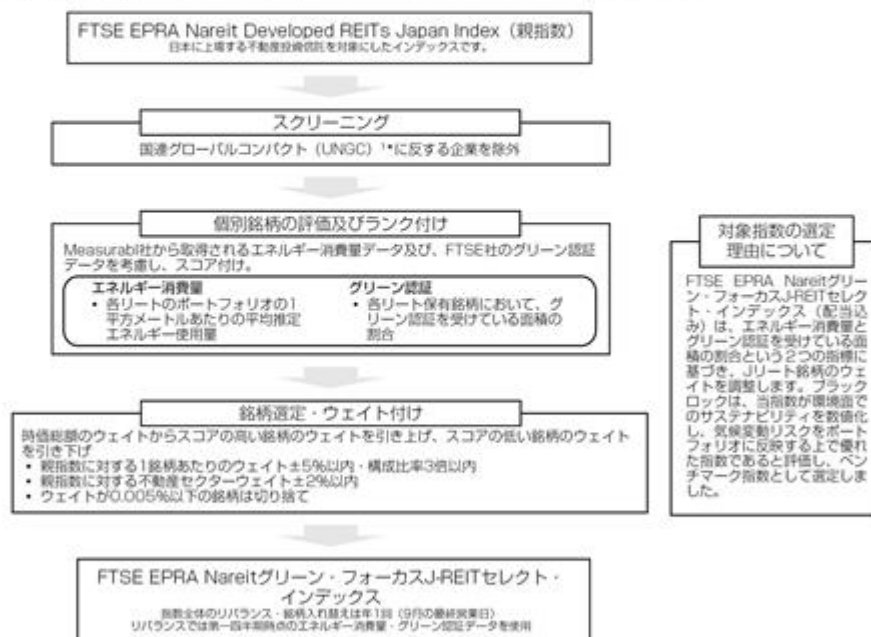 FTSE EPRA Nareit Developed REITs Japan Index（親指数）
日本に上場する不動産投資信託を対象にしたインデックスです。
スクリーニング
国連グローバルコンパクト（UNGC）¹*に反する企業を除外
個別銘柄の評価及びランク付け
Measurabl社から取得されるエネルギー消費量データ及び、FTSE社のグリーン認証
データを考慮し、スコア付け。
エネルギー消費量
• 各リートのポートフォリオの1
平方メートルあたりの平均推定
エネルギー使用量
グリーン認証
• 各リート保有銘柄において、グ
リーン認証を受けている面積の
割合
銘柄選定・ウェイト付け
時価総額のウェイトからスコアの高い銘柄のウェイトを引き上げ、スコアの低い銘柄のウェイト
を引き下げ
• 親指数に対する1銘柄あたりのウェイト±5%以内・構成比率3倍以内
• 親指数に対する不動産セクターウェイト±2%以内
• ウェイトが0.005%以下の銘柄は切り捨て
FTSE EPRA Nareitグリーン・フォーカスJ-REITセレクト・
インデックス
指数全体のリバランス・銘柄入れ替えは年1回（9月の最終営業日）
リバランスでは第一四半期時点のエネルギー消費量・グリーン認証データを使用
対象指数の選定
理由について
FTSE EPRA Nareitグリー
ン・フォーカスJ-REITセレク
ト・インデックス（配当込
み）は、エネルギー消費量と
グリーン認証を受けている面
積の割合という2つの指標に
基づき、Jリート銘柄のウェ
イトを調整します。ブラック
ロックは、当指数が環境面で
のサステナビリティを数値化
し、気候変動リスクをポート
フォリオに反映する上で優れ
た指数であると評価し、ベン
チマーク指数として選定しま
した。